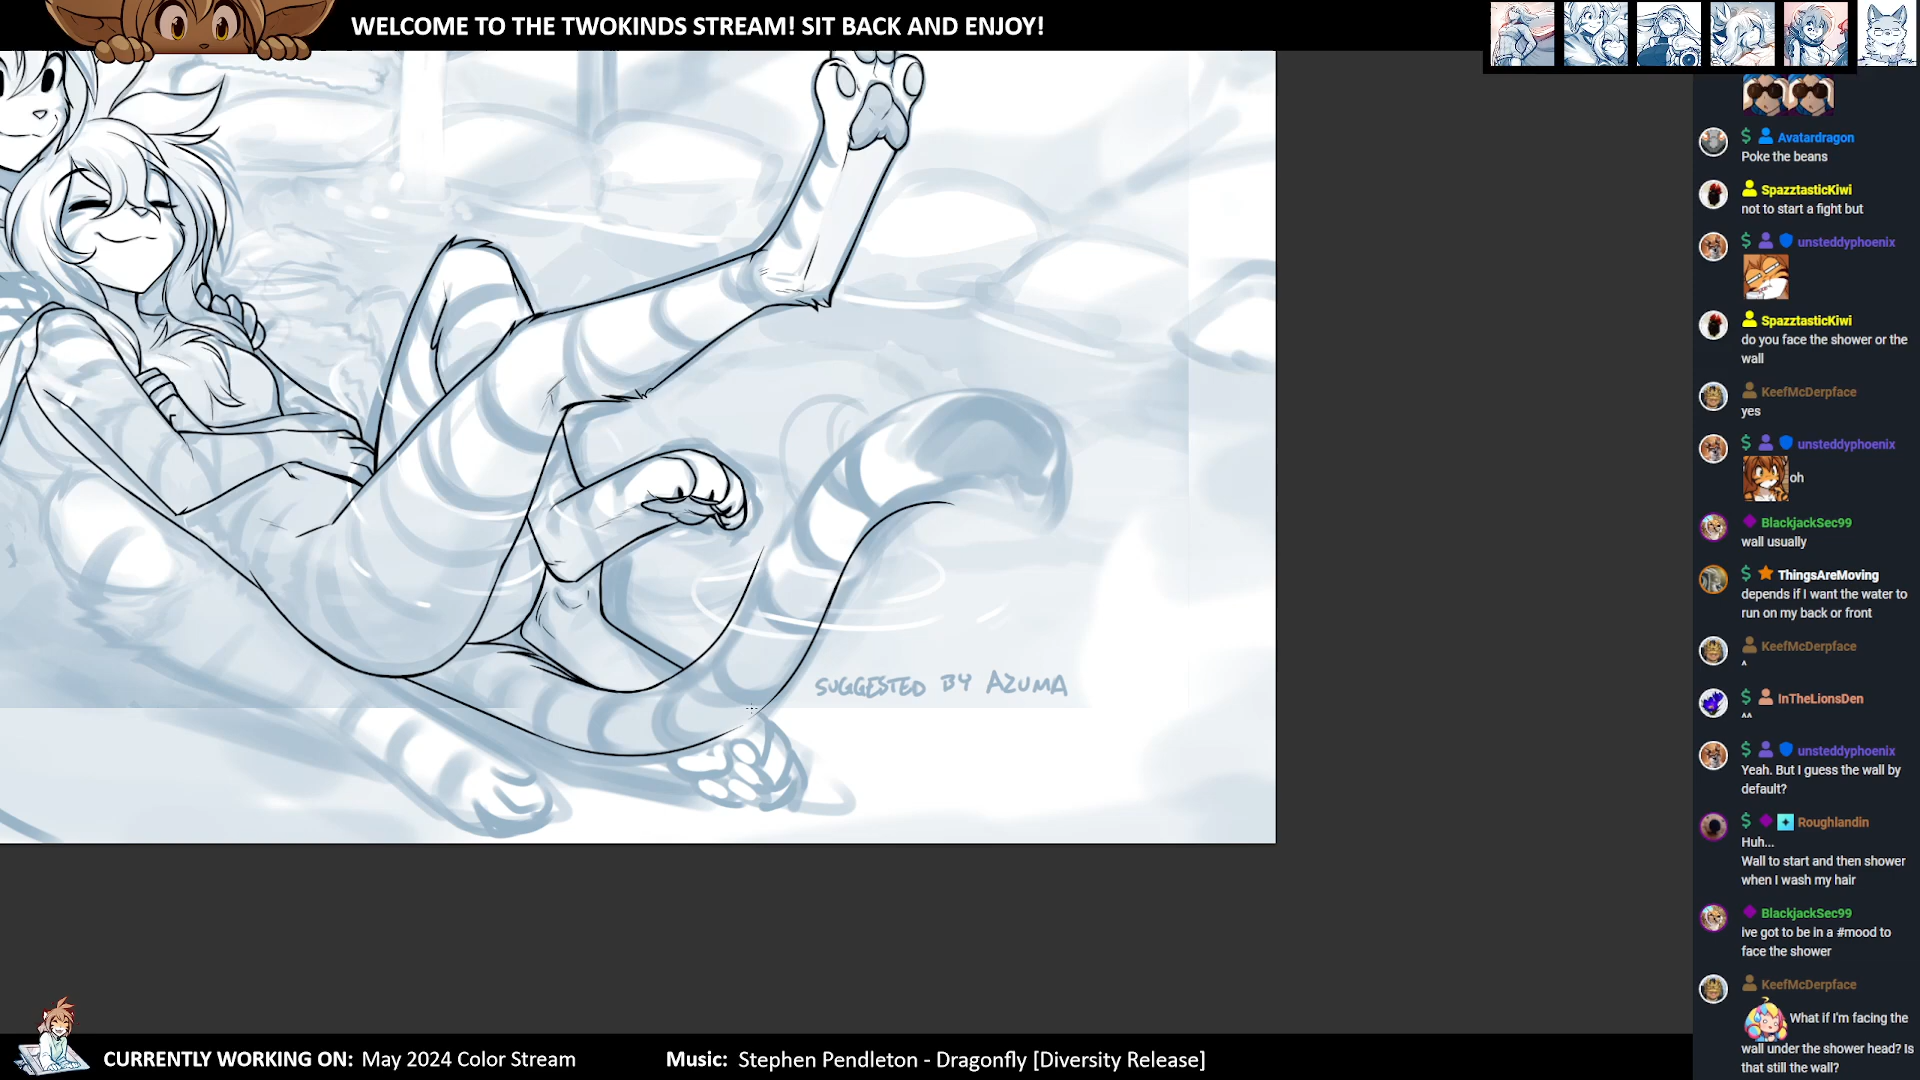 WELCOME TO THE TWOKINDS STREAM! SIT BACK AND ENJOY!
SUGGESTED BY AZUMA
Avatardragon
Poke the beans
SpazztasticKiwi
not to start a fight but
unsteddyphoenix
SpazztasticKiwi
do you face the shower or the
wall
KeefMcDerpface
yes
unsteddyphoenix
oh
BlackjackSec99
wall usually
ThingsAreMoving
depends if I want the water to
run on my back or front
KeefMcDerpface
^
InTheLionsDen
^^
unsteddyphoenix
Yeah. But I guess the wall by
default?
Roughlandin
Huh...
Wall to start and then shower
when I wash my hair
BlackjackSec99
Ive got to be in a #mood to
face the shower
KeefMcDerpface
What if I'm facing the
wall under the shower head? Is
that still the wall?
CURRENTLY WORKING ON: May 2024 Color Stream
Music: Stephen Pendleton - Dragonfly [Diversity Release]